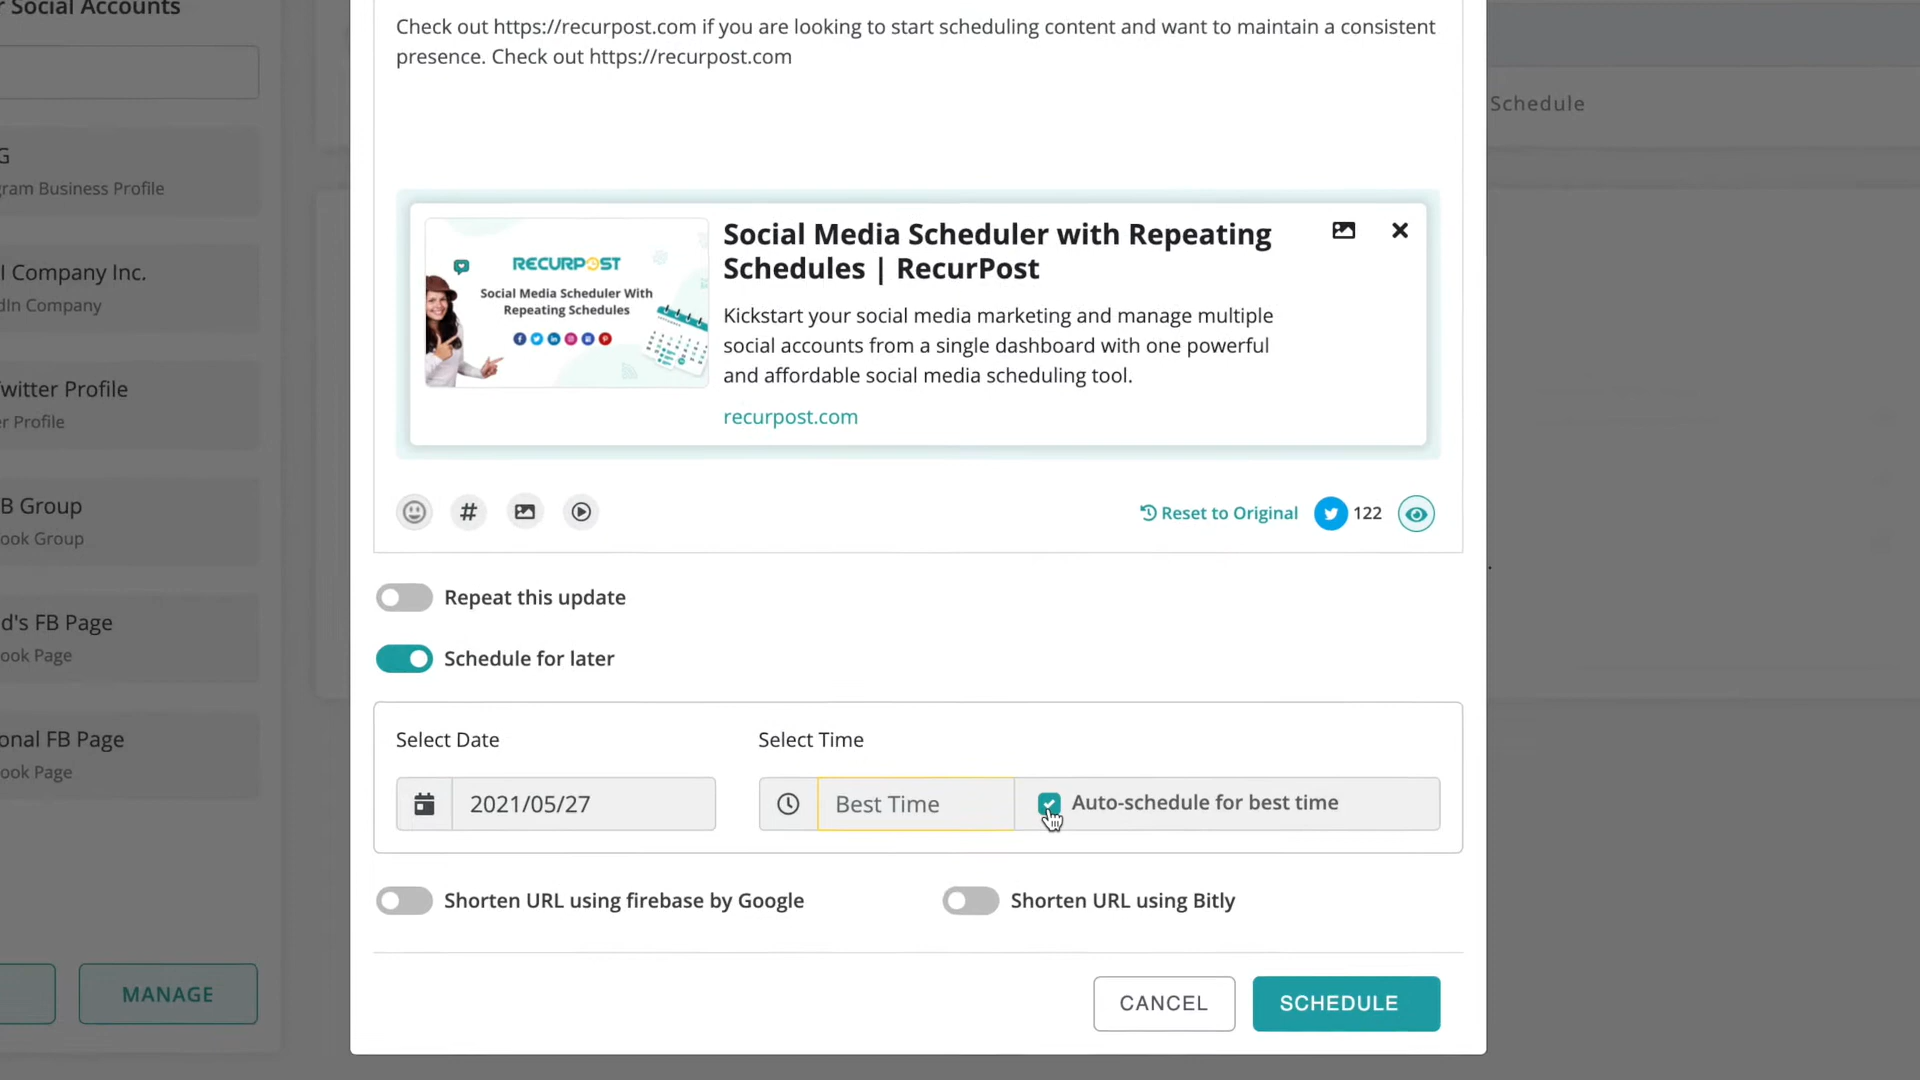 r Social Accounts
Check out https://recurpost.com if you are looking to start scheduling content and want to maintain a consistent
presence. Check out https://recurpost.com
Schedule
G
gram Business Profile
l Company Inc.
dIn Company
Twitter Profile
er Profile
B Group
ook Group
d's FB Page
ook Page
onal FB Page
ook Page
MANAGE
RECURPOST
Social Media Scheduler With
Repeating Schedules
Social Media Scheduler with Repeating
Schedules | RecurPost
Kickstart your social media marketing and manage multiple
social accounts from a single dashboard with one powerful
and affordable social media scheduling tool.
recurpost.com
#
Reset to Original 122
Repeat this update
Schedule for later
Select Date Select Time
2021/05/27 Best Time Auto-schedule for best time
Shorten URL using firebase by Google Shorten URL using Bitly
CANCEL SCHEDULE